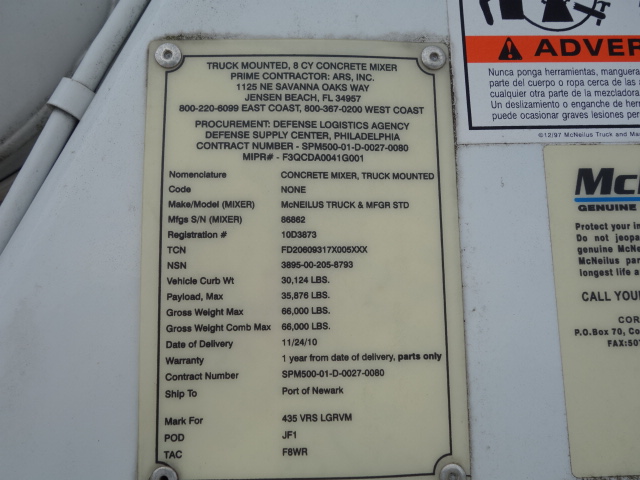 TRUCK MOUNTED, 8 CY CONCRETE MIXER
PRIME CONTRACTOR: ARS, INC.
1125 NE SAVANNA OAKS WAY
JENSEN BEACH, FL 34957
800-220-6099 EAST COAST, 800-367-0200 WEST COAST
PROCUREMENT: DEFENSE LOGISTICS AGENCY
DEFENSE SUPPLY CENTER, PHILADELPHIA
CONTRACT NUMBER - SPM500-01-D-0027-0080
MIPR# - F3QCDA0041G001
Nomenclature CONCRETE MIXER, TRUCK MOUNTED
Code NONE
Make/Model (MIXER) McNEILUS TRUCK & MFGR STD
Mfgs S/N (MIXER) 86862
Registration # 10D3873
TCN FD20609317X005XXX
NSN 3895-00-205-8793
Vehicle Curb Wt 30,124 LBS.
Payload, Max 35,876 LBS.
Gross Weight Max 66,000 LBS.
Gross Weight Comb Max 66,000 LBS.
Date of Delivery 11/24/10
Warranty 1 year from date of delivery, parts only
Contract Number SPM500-01-D-0027-0080
Ship To Port of Newark
Mark For 435 VRS LGRVM
POD JF1
TAC F8WR
ADVER
Nunca ponga herramientas, manguera
parte del cuerpo o ropa cerca de las
cualquier otra parte de la mezcladora
Un deslizamiento o enganche de her
puede ocasionar graves lesiones per
©12/97 McNeilus Truck and Ma
McN
GENUINE
Protect your in
Do not jeopa
genuine McNe
McNeilus par
longest life a
CALL YOU
COR
P.O.Box 70, Co
FAX:507